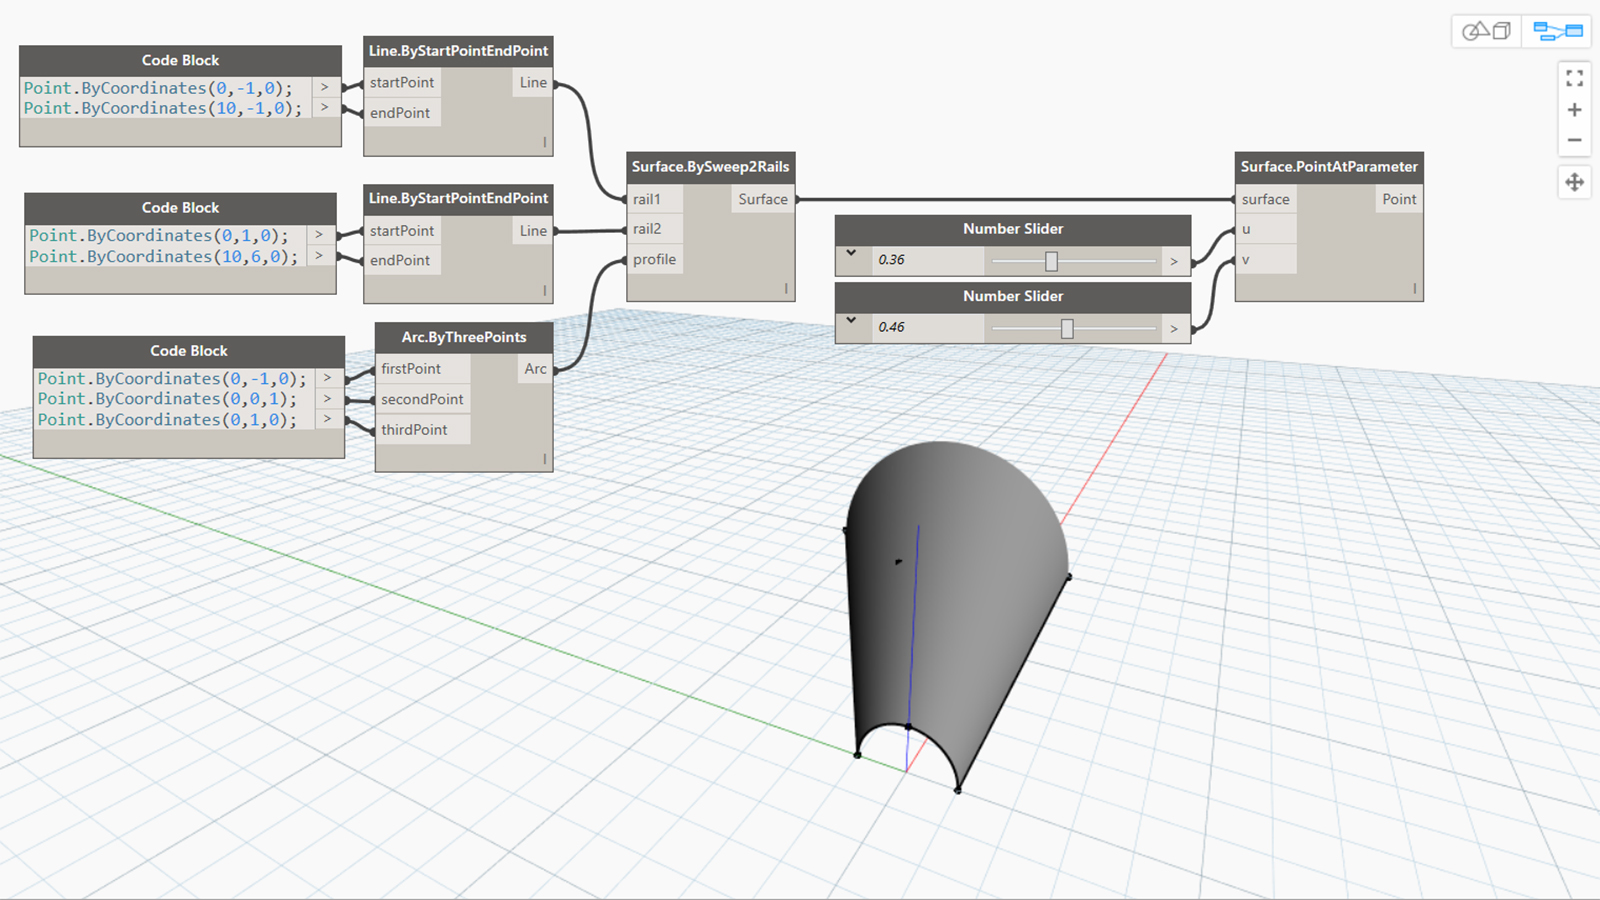 Code Block
Point.ByCoordinates(0,-1,0); >
Point.ByCoordinates(10,-1,0); >
Line.ByStartPointEndPoint
startPoint Line
endPoint
Code Block
Point.ByCoordinates(0,1,0); >
Point.ByCoordinates(10,6,0); >
Line.ByStartPointEndPoint
startPoint Line
endPoint
Code Block
Point.ByCoordinates(0,-1,0); >
Point.ByCoordinates(0,0,1); >
Point.ByCoordinates(0,1,0); >
Arc.ByThreePoints
firstPoint Arc
secondPoint
thirdPoint
Surface.BySweep2Rails
rail1 Surface
rail2
profile
Number Slider
0.36 >
Number Slider
0.46 >
Surface.PointAtParameter
surface Point
u
v